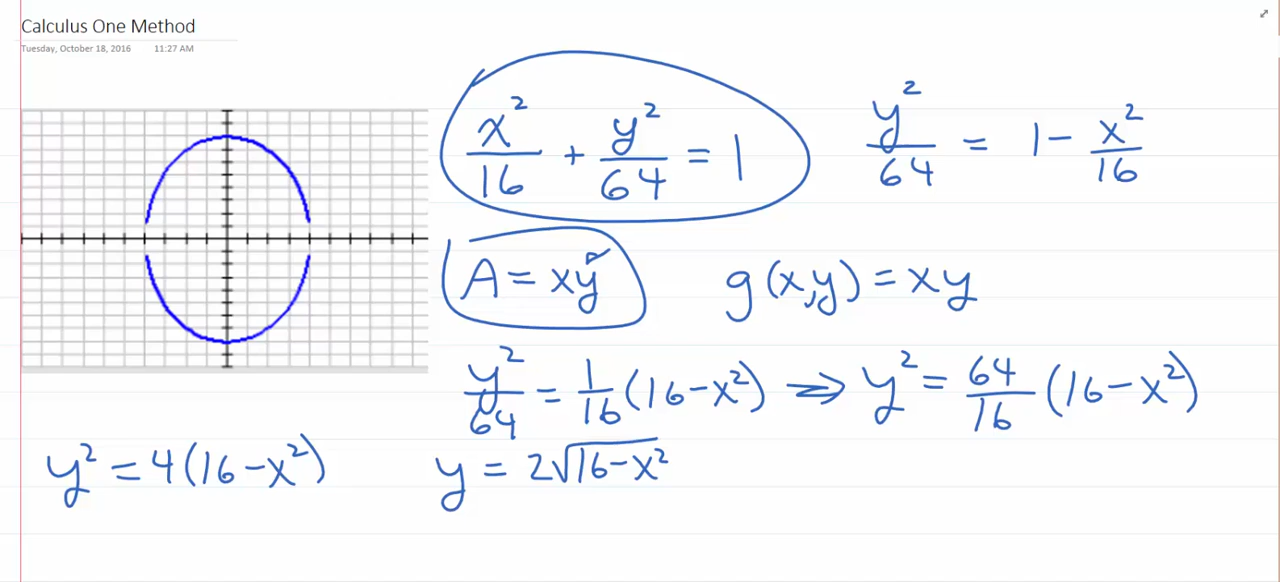 Calculus One Method
Tuesday, October 18, 2016 11:27 AM
x²/16 + y²/64 = 1
y²/64 = 1 - x²/16
A = xy
g(x,y) = xy
y²/64 = 1/16 (16-x²) ⇒ y² = 64/16 (16-x²)
y² = 4(16-x²)
y = 2√16-x²